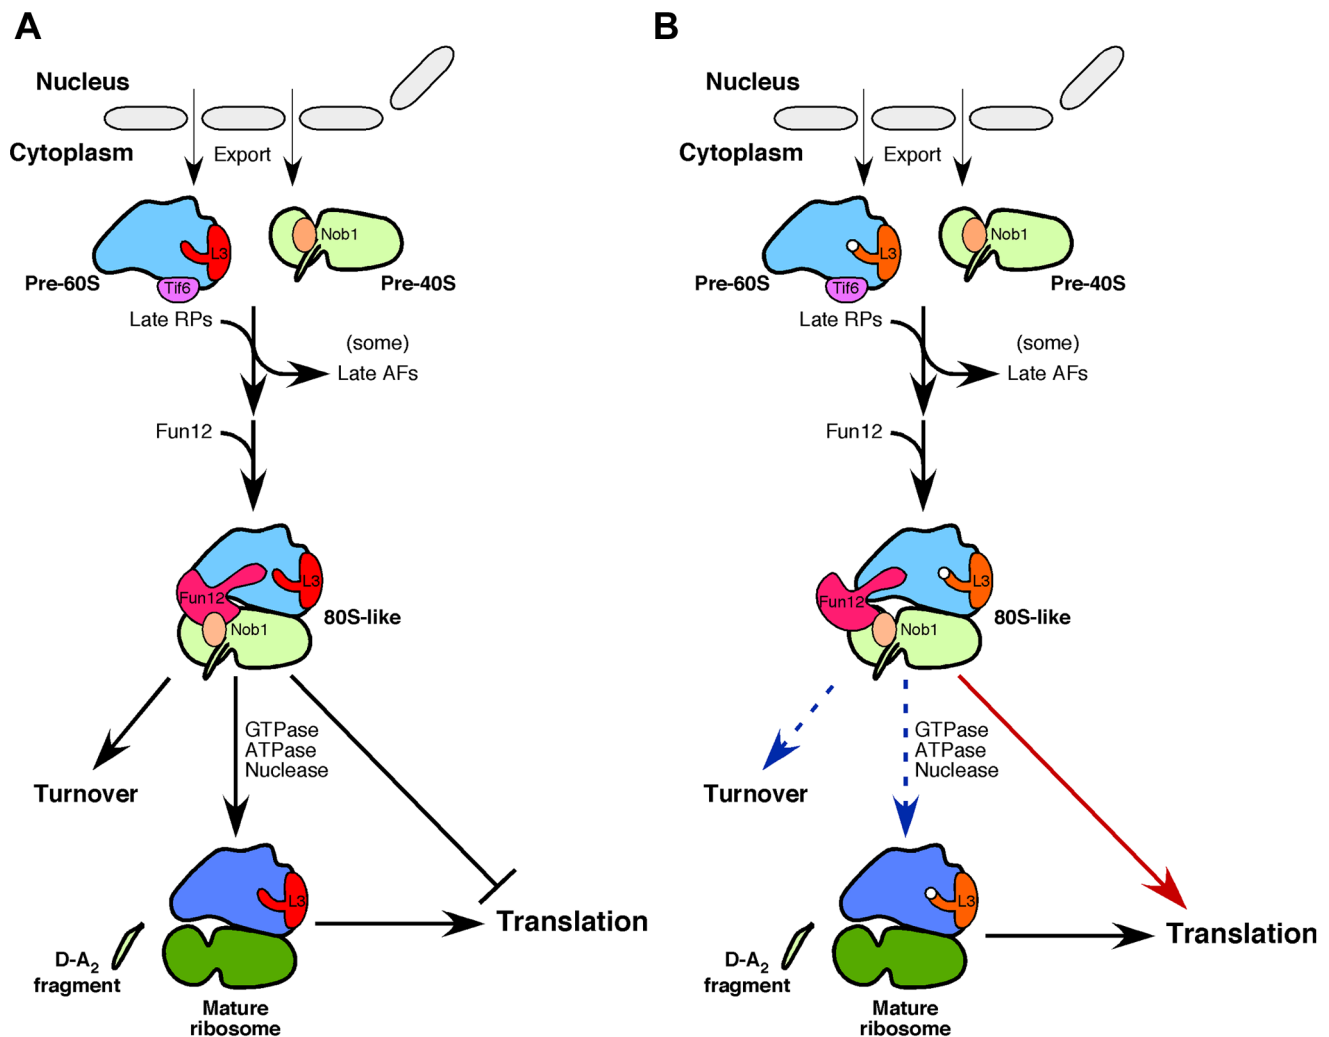 A
Nucleus
Cytoplasm
Export
L3
Nob1
Pre-60S
Tif6
Pre-40S
Late RPs
(some)
Late AFs
Fun12
L3
Fun12
Nob1
80S-like
GTPase
ATPase
Nuclease
Turnover
L3
Translation
D-A2
fragment
Mature
ribosome
B
Nucleus
Cytoplasm
Export
L3
Nob1
Pre-60S
Tif6
Pre-40S
Late RPs
(some)
Late AFs
Fun12
L3
Fun12
Nob1
80S-like
GTPase
ATPase
Nuclease
Turnover
L3
Translation
D-A2
fragment
Mature
ribosome